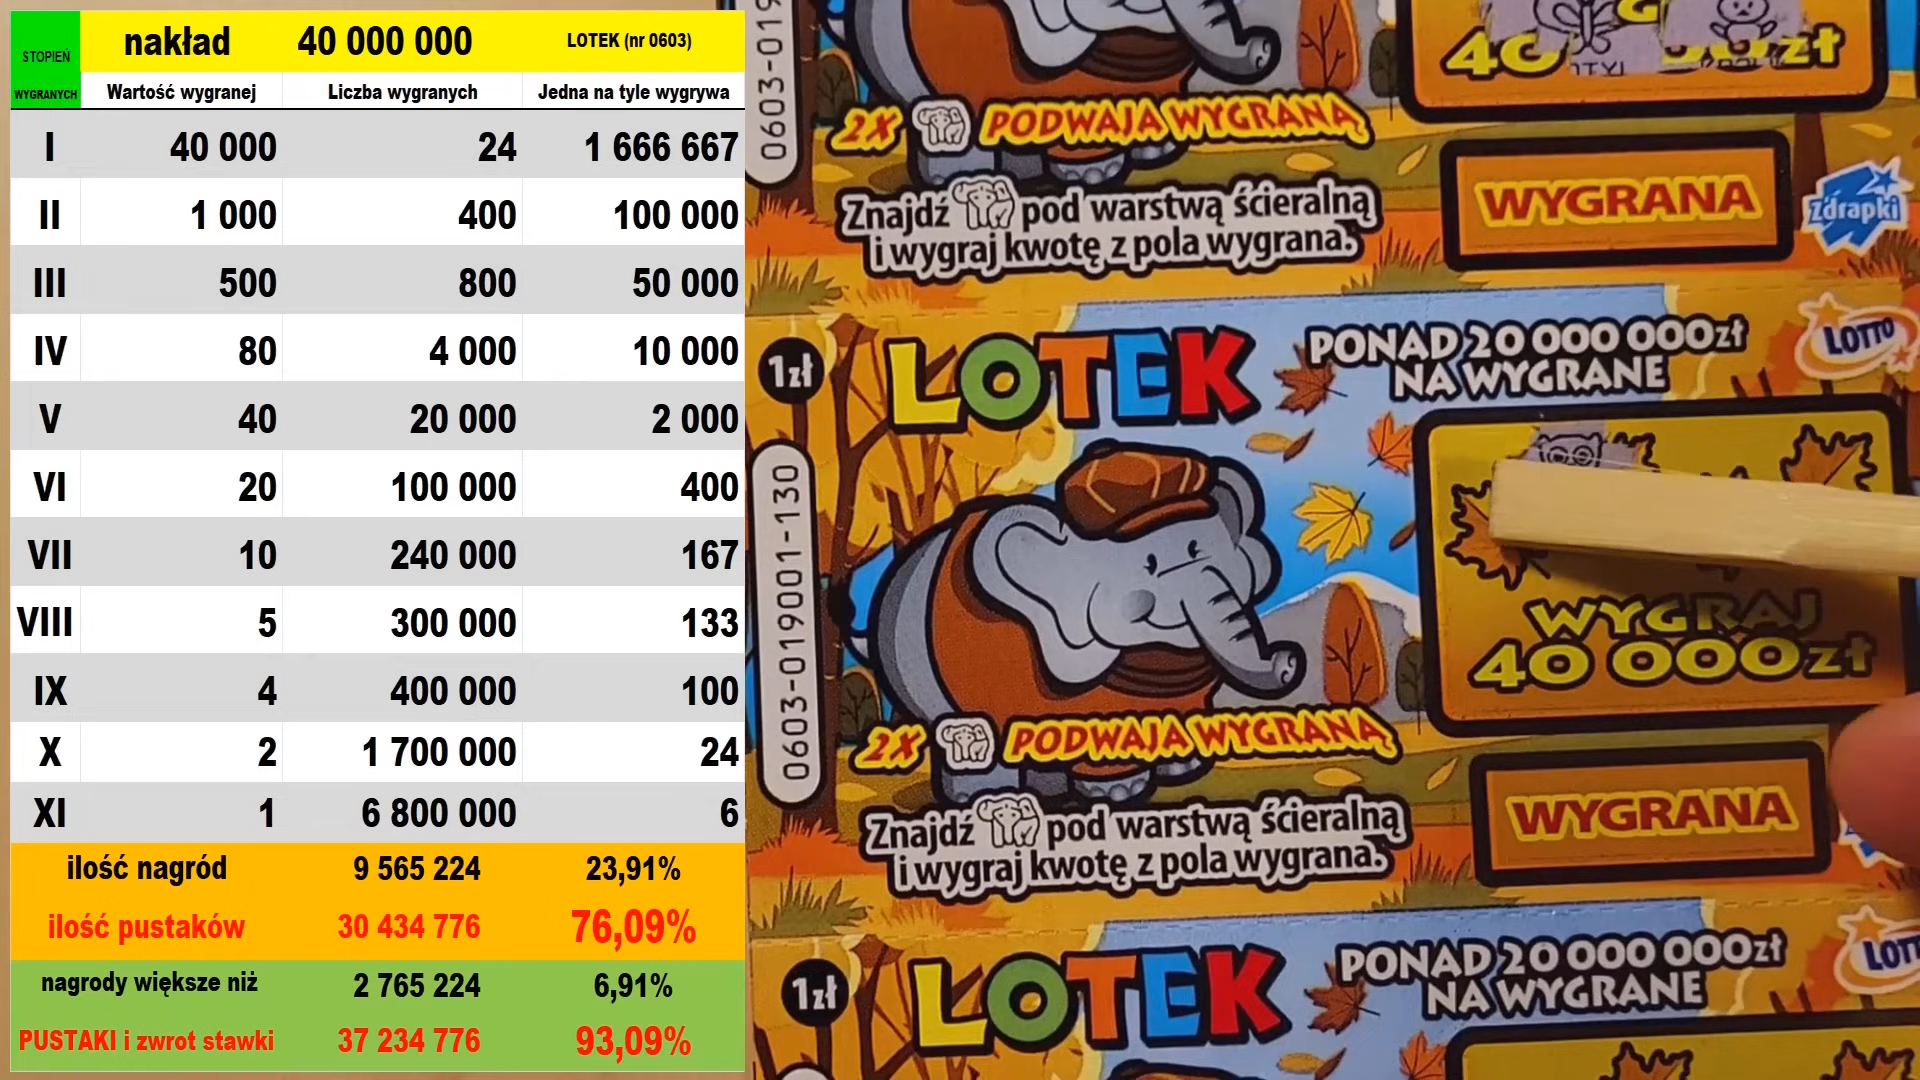 STOPIEŃ
WYGRANYCH
nakład 40 000 000 LOTEK (nr 0603)
Wartość wygranej Liczba wygranych Jedna na tyle wygrywa
I 40 000 24 1 666 667
II 1 000 400 100 000
III 500 800 50 000
IV 80 4 000 10 000
V 40 20 000 2 000
VI 20 100 000 400
VII 10 240 000 167
VIII 5 300 000 133
IX 4 400 000 100
X 2 1 700 000 24
XI 1 6 800 000 6
ilość nagród 9 565 224 23,91%
ilość pustaków 30 434 776 76,09%
nagrody większe niż 2 765 224 6,91%
PUSTAKI i zwrot stawki 37 234 776 93,09%
0603-019
zł
2X PODWAJA WYGRANĄ
Znajdź pod warstwą ścieralną
i wygraj kwotę z pola wygrana.
WYGRANA
Zdrapki
1zł
LOTEK
PONAD 20 000 000zł
NA WYGRANE
LOTTO
0603-019001-130
WYGRAJ
40 000zł
2X PODWAJA WYGRANĄ
Znajdź pod warstwą ścieralną
i wygraj kwotę z pola wygrana.
WYGRANA
1zł
LOTEK
PONAD 20 000 000zł
NA WYGRANE